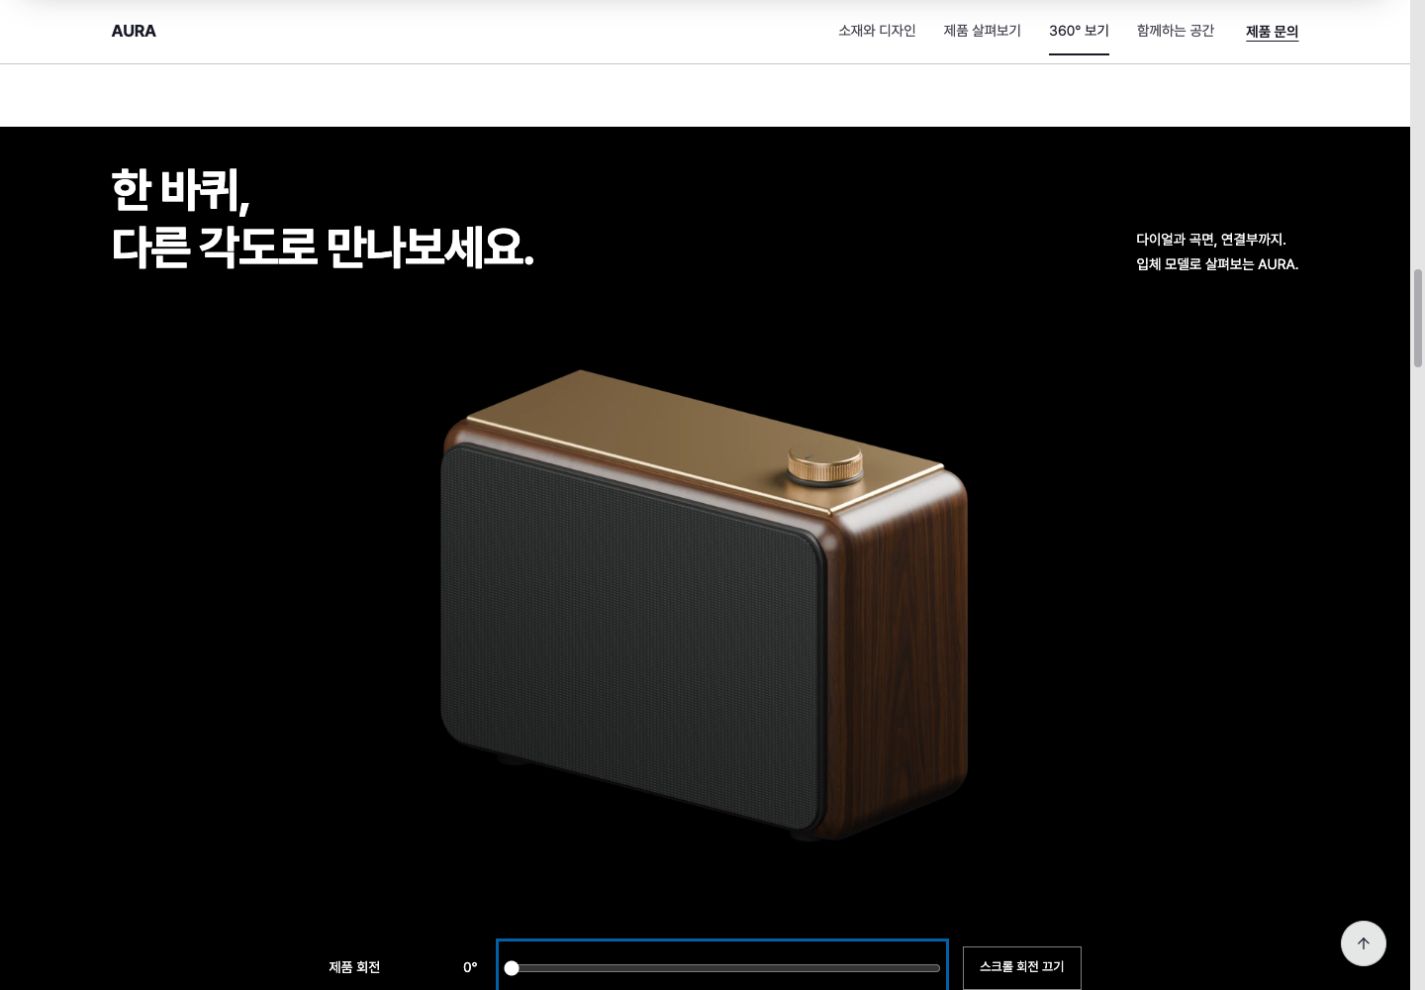 AURA
소재와 디자인
제품 살펴보기
360° 보기
함께하는 공간
제품 문의
한 바퀴,
다른 각도로 만나보세요.
다이얼과 곡면, 연결부까지.
입체 모델로 살펴보는 AURA.
제품 회전
0°
스크롤 회전 끄기